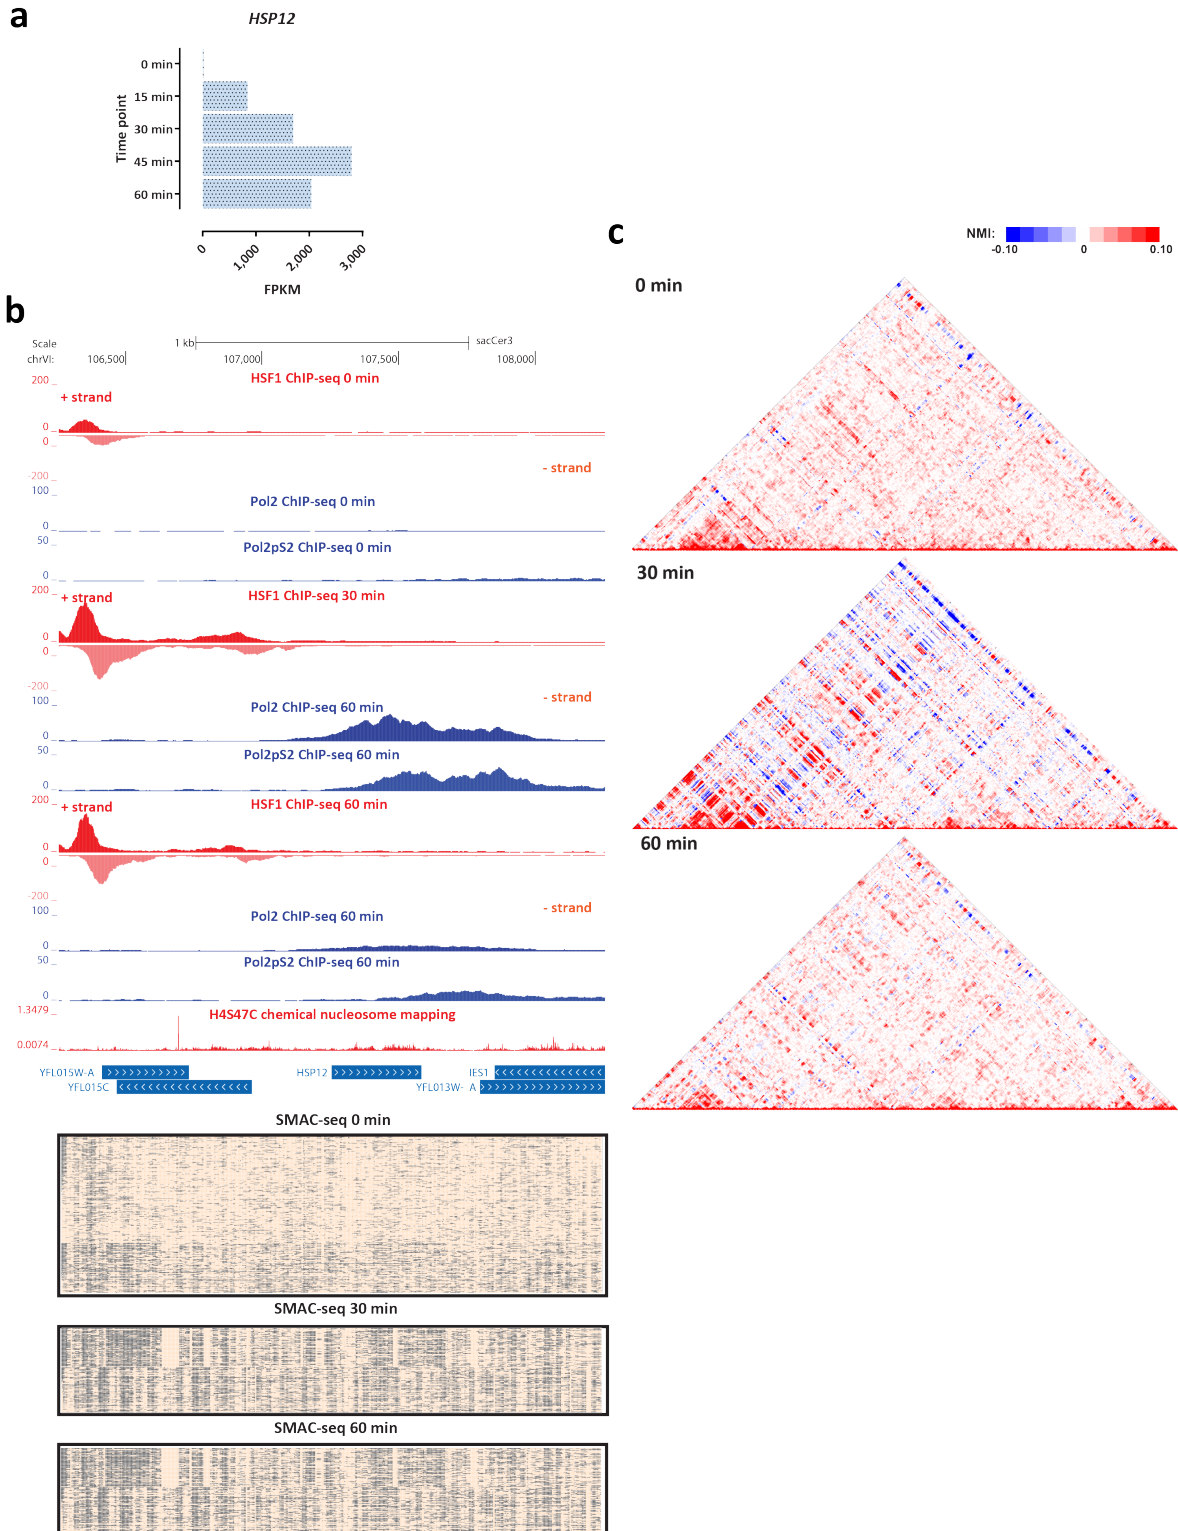 a
HSP12
Time point
0 min
15 min
30 min
45 min
60 min
0
1,000
2,000
3,000
FPKM
b
Scale
1 kb
sacCer3
chrVI:
106,500
107,000
107,500
108,000
HSF1 ChIP-seq 0 min
200
+ strand
0
0
- strand
-200
100
Pol2 ChIP-seq 0 min
0
50
Pol2pS2 ChIP-seq 0 min
0
200
+ strand
HSF1 ChIP-seq 30 min
0
0
-200
- strand
100
Pol2 ChIP-seq 60 min
0
50
Pol2pS2 ChIP-seq 60 min
0
200
+ strand
HSF1 ChIP-seq 60 min
0
0
-200
- strand
100
Pol2 ChIP-seq 60 min
0
50
Pol2pS2 ChIP-seq 60 min
0
1.3479
H4S47C chemical nucleosome mapping
0.0074
YFL015W-A
HSP12
IES1
YFL015C
YFL013W- A
SMAC-seq 0 min
SMAC-seq 30 min
SMAC-seq 60 min
c
NMI:
-0.10
0
0.10
0 min
30 min
60 min